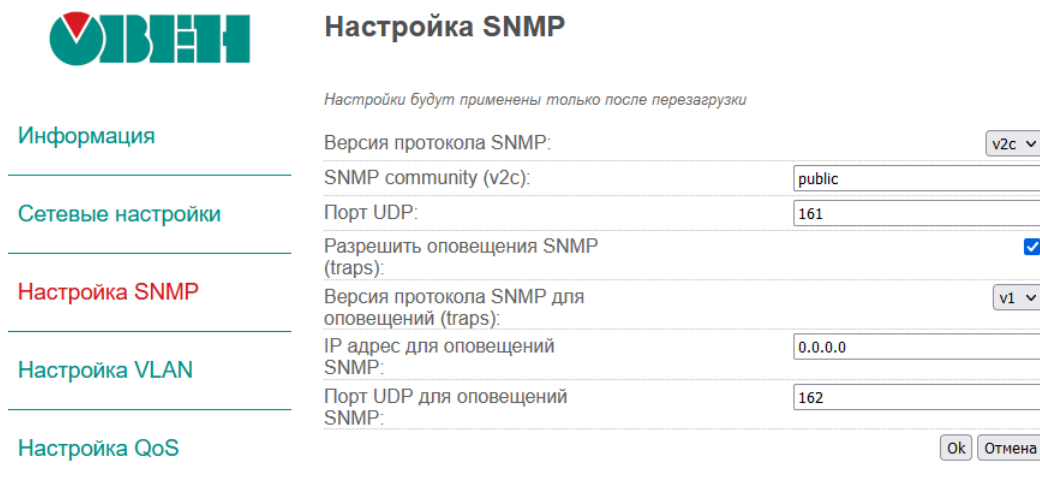 ОВЕН
Настройка SNMP
Настройки будут применены только после перезагрузки
Информация
Сетевые настройки
Настройка SNMP
Настройка VLAN
Настройка QoS
Версия протокола SNMP:
v2c
SNMP community (v2c):
public
Порт UDP:
161
Разрешить оповещения SNMP
(traps):
Версия протокола SNMP для
оповещений (traps):
v1
IP адрес для оповещений
SNMP:
0.0.0.0
Порт UDP для оповещений
SNMP:
162
Ok
Отмена